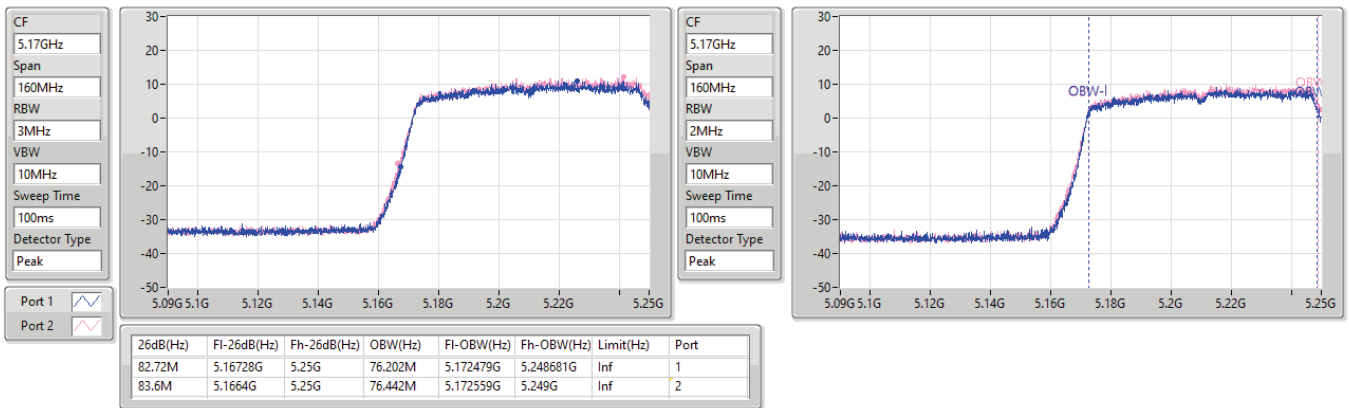 CF
5.17GHz
Span
160MHz
RBW
3MHz
VBW
10MHz
Sweep Time
100ms
Detector Type
Peak
Port 1
Port 2
30
20
10
0
-10
-20
-30
-40
-50
5.09G 5.1G 5.12G 5.14G 5.16G 5.18G 5.2G 5.22G 5.25G
CF
5.17GHz
Span
160MHz
RBW
2MHz
VBW
10MHz
Sweep Time
100ms
Detector Type
Peak
30
20
10
OBW-l
OBW
OBW
0
-10
-20
-30
-40
-50
5.09G 5.1G 5.12G 5.14G 5.16G 5.18G 5.2G 5.22G 5.25G
26dB(Hz) Fl-26dB(Hz) Fh-26dB(Hz) OBW(Hz) Fl-OBW(Hz) Fh-OBW(Hz) Limit(Hz) Port
82.72M 5.16728G 5.25G 76.202M 5.172479G 5.248681G Inf 1
83.6M 5.1664G 5.25G 76.442M 5.172559G 5.249G Inf 2